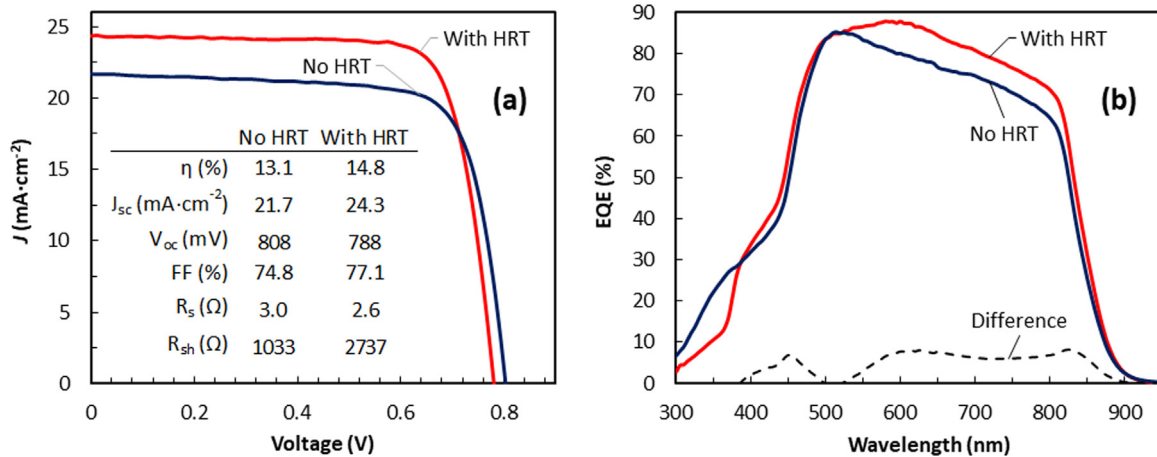 25
20
15
10
5
0
J (mA·cm-2)
With HRT
No HRT
(a)
No HRT With HRT
η (%) 13.1 14.8
Jsc (mA·cm-2) 21.7 24.3
Voc (mV) 808 788
FF (%) 74.8 77.1
Rs (Ω) 3.0 2.6
Rsh (Ω) 1033 2737
0 0.2 0.4 0.6 0.8
Voltage (V)
90
80
70
60
50
40
30
20
10
0
EQE (%)
With HRT
No HRT
(b)
Difference
300 400 500 600 700 800 900
Wavelength (nm)